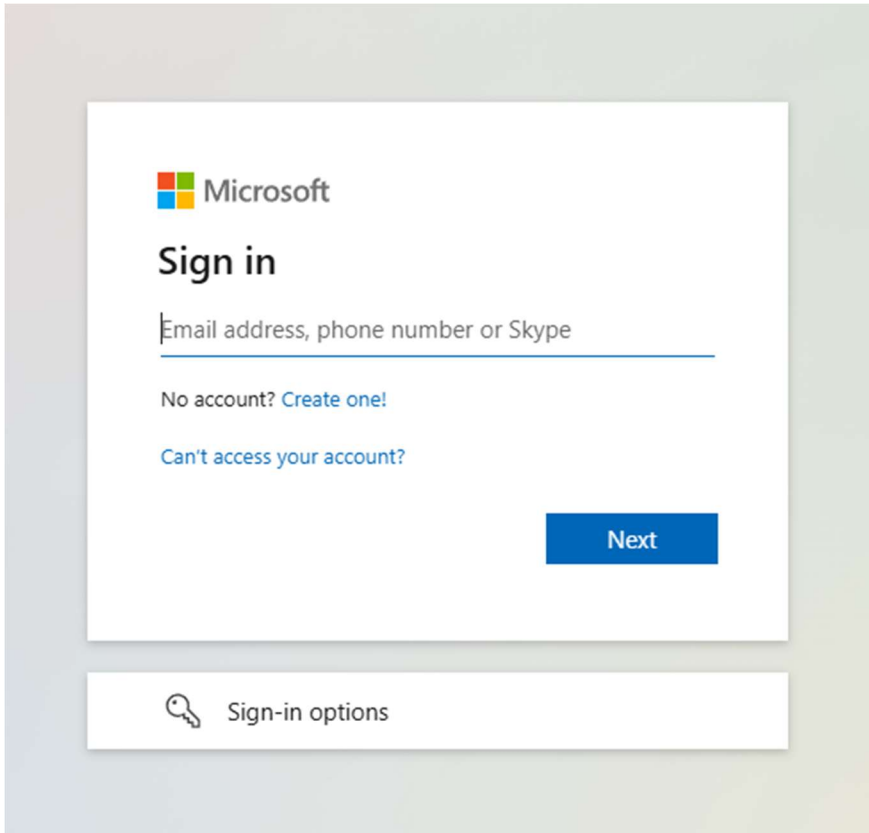 Microsoft
Sign in
Email address, phone number or Skype
No account? Create one!
Can't access your account?
Next
Sign-in options